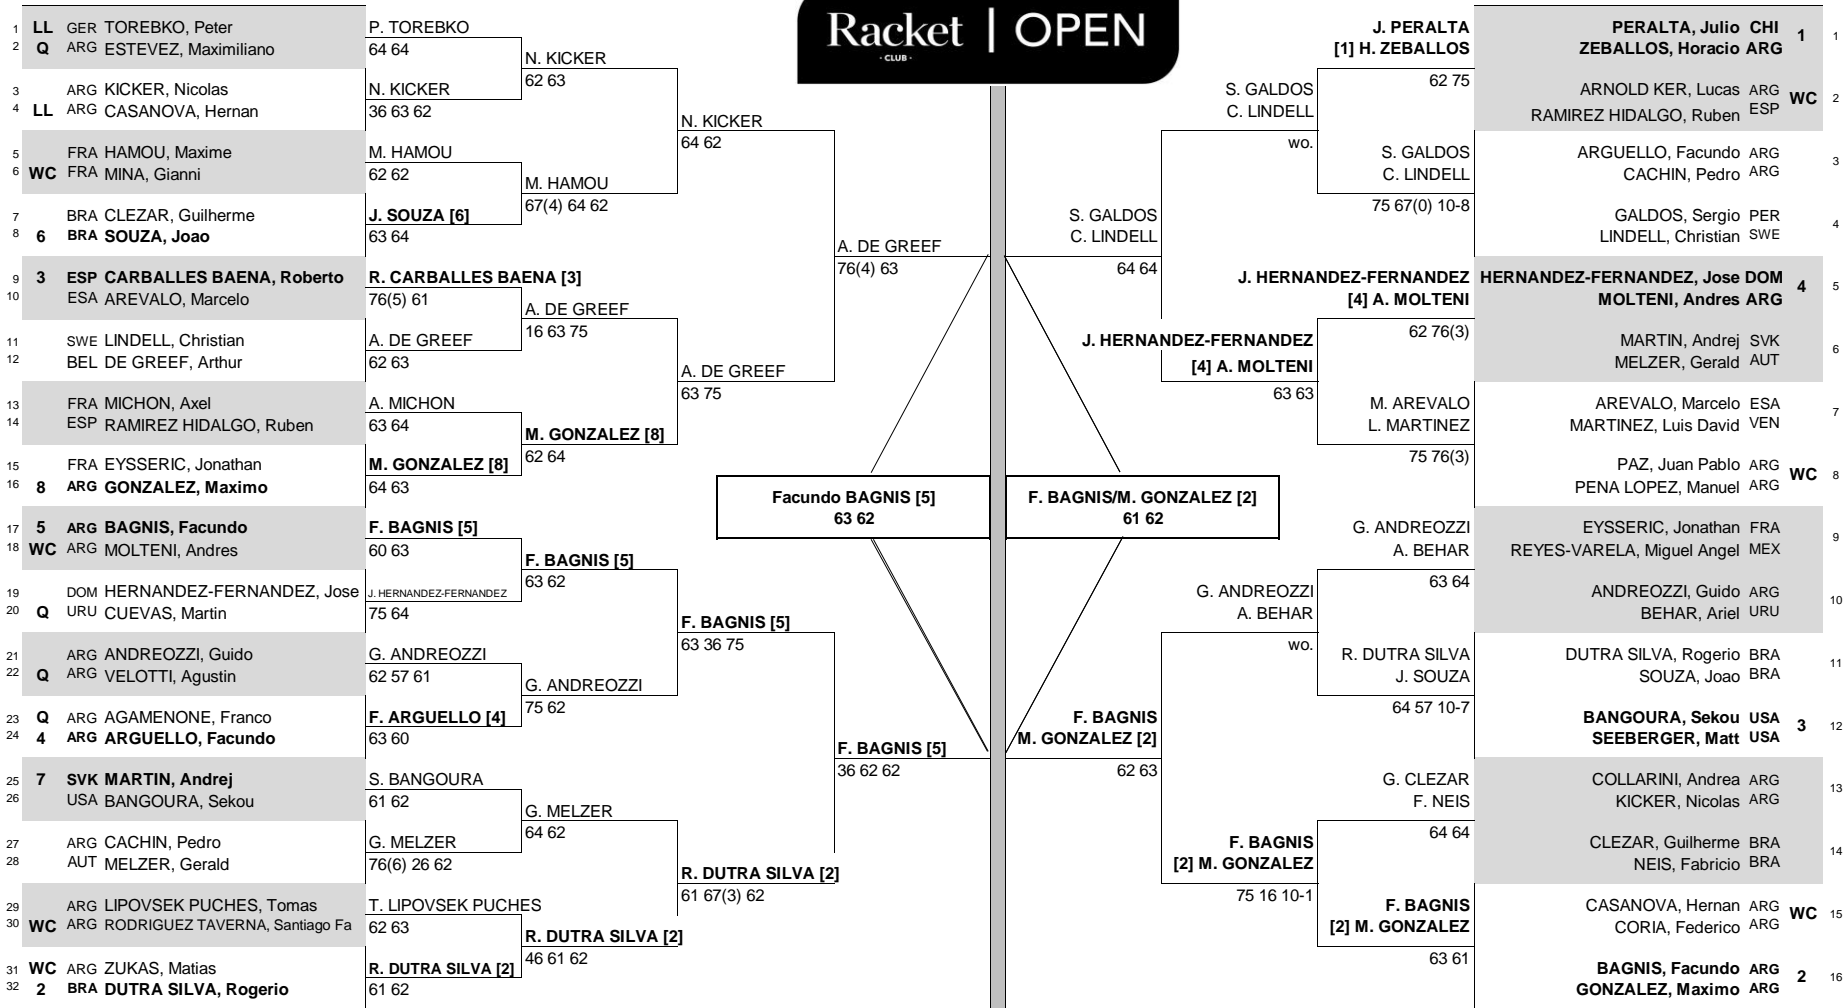 Racket | OPEN
· CLUB ·
1 LL GER TOREBKO, Peter
2 Q ARG ESTEVEZ, Maximiliano
3 ARG KICKER, Nicolas
4 LL ARG CASANOVA, Hernan
5 FRA HAMOU, Maxime
6 WC FRA MINA, Gianni
7 BRA CLEZAR, Guilherme
8 6 BRA SOUZA, Joao
9 3 ESP CARBALLES BAENA, Roberto
10 ESA AREVALO, Marcelo
11 SWE LINDELL, Christian
12 BEL DE GREEF, Arthur
13 FRA MICHON, Axel
14 ESP RAMIREZ HIDALGO, Ruben
15 FRA EYSSERIC, Jonathan
16 8 ARG GONZALEZ, Maximo
17 5 ARG BAGNIS, Facundo
18 WC ARG MOLTENI, Andres
19 DOM HERNANDEZ-FERNANDEZ, Jose
20 Q URU CUEVAS, Martin
21 ARG ANDREOZZI, Guido
22 Q ARG VELOTTI, Agustin
23 Q ARG AGAMENONE, Franco
24 4 ARG ARGUELLO, Facundo
25 7 SVK MARTIN, Andrej
26 USA BANGOURA, Sekou
27 ARG CACHIN, Pedro
28 AUT MELZER, Gerald
29 ARG LIPOVSEK PUCHES, Tomas
30 WC ARG RODRIGUEZ TAVERNA, Santiago Fa
31 WC ARG ZUKAS, Matias
32 2 BRA DUTRA SILVA, Rogerio
P. TOREBKO
64 64
N. KICKER
36 63 62
M. HAMOU
62 62
J. SOUZA [6]
63 64
R. CARBALLES BAENA [3]
76(5) 61
A. DE GREEF
62 63
A. MICHON
63 64
M. GONZALEZ [8]
64 63
F. BAGNIS [5]
60 63
J. HERNANDEZ-FERNANDEZ
75 64
G. ANDREOZZI
62 57 61
F. ARGUELLO [4]
63 60
S. BANGOURA
61 62
G. MELZER
76(6) 26 62
T. LIPOVSEK PUCHES
62 63
R. DUTRA SILVA [2]
61 62
N. KICKER
62 63
M. HAMOU
67(4) 64 62
A. DE GREEF
16 63 75
M. GONZALEZ [8]
62 64
F. BAGNIS [5]
63 62
G. ANDREOZZI
75 62
G. MELZER
64 62
R. DUTRA SILVA [2]
46 61 62
N. KICKER
64 62
A. DE GREEF
63 75
F. BAGNIS [5]
63 36 75
R. DUTRA SILVA [2]
61 67(3) 62
A. DE GREEF
76(4) 63
F. BAGNIS [5]
36 62 62
Facundo BAGNIS [5]
63 62
F. BAGNIS/M. GONZALEZ [2]
61 62
S. GALDOS
C. LINDELL
64 64
F. BAGNIS
M. GONZALEZ [2]
62 63
S. GALDOS
C. LINDELL
wo.
J. HERNANDEZ-FERNANDEZ
[4] A. MOLTENI
63 63
G. ANDREOZZI
A. BEHAR
wo.
F. BAGNIS
[2] M. GONZALEZ
75 16 10-1
J. PERALTA
[1] H. ZEBALLOS
62 75
S. GALDOS
C. LINDELL
75 67(0) 10-8
J. HERNANDEZ-FERNANDEZ
[4] A. MOLTENI
62 76(3)
M. AREVALO
L. MARTINEZ
75 76(3)
G. ANDREOZZI
A. BEHAR
63 64
R. DUTRA SILVA
J. SOUZA
64 57 10-7
G. CLEZAR
F. NEIS
64 64
F. BAGNIS
[2] M. GONZALEZ
63 61
PERALTA, Julio CHI 1 1
ZEBALLOS, Horacio ARG
ARNOLD KER, Lucas ARG WC 2
RAMIREZ HIDALGO, Ruben ESP
ARGUELLO, Facundo ARG 3
CACHIN, Pedro ARG
GALDOS, Sergio PER 4
LINDELL, Christian SWE
HERNANDEZ-FERNANDEZ, Jose DOM 4 5
MOLTENI, Andres ARG
MARTIN, Andrej SVK 6
MELZER, Gerald AUT
AREVALO, Marcelo ESA 7
MARTINEZ, Luis David VEN
PAZ, Juan Pablo ARG WC 8
PENA LOPEZ, Manuel ARG
EYSSERIC, Jonathan FRA 9
REYES-VARELA, Miguel Angel MEX
ANDREOZZI, Guido ARG 10
BEHAR, Ariel URU
DUTRA SILVA, Rogerio BRA 11
SOUZA, Joao BRA
BANGOURA, Sekou USA 3 12
SEEBERGER, Matt USA
COLLARINI, Andrea ARG 13
KICKER, Nicolas ARG
CLEZAR, Guilherme BRA 14
NEIS, Fabricio BRA
CASANOVA, Hernan ARG WC 15
CORIA, Federico ARG
BAGNIS, Facundo ARG 2 16
GONZALEZ, Maximo ARG